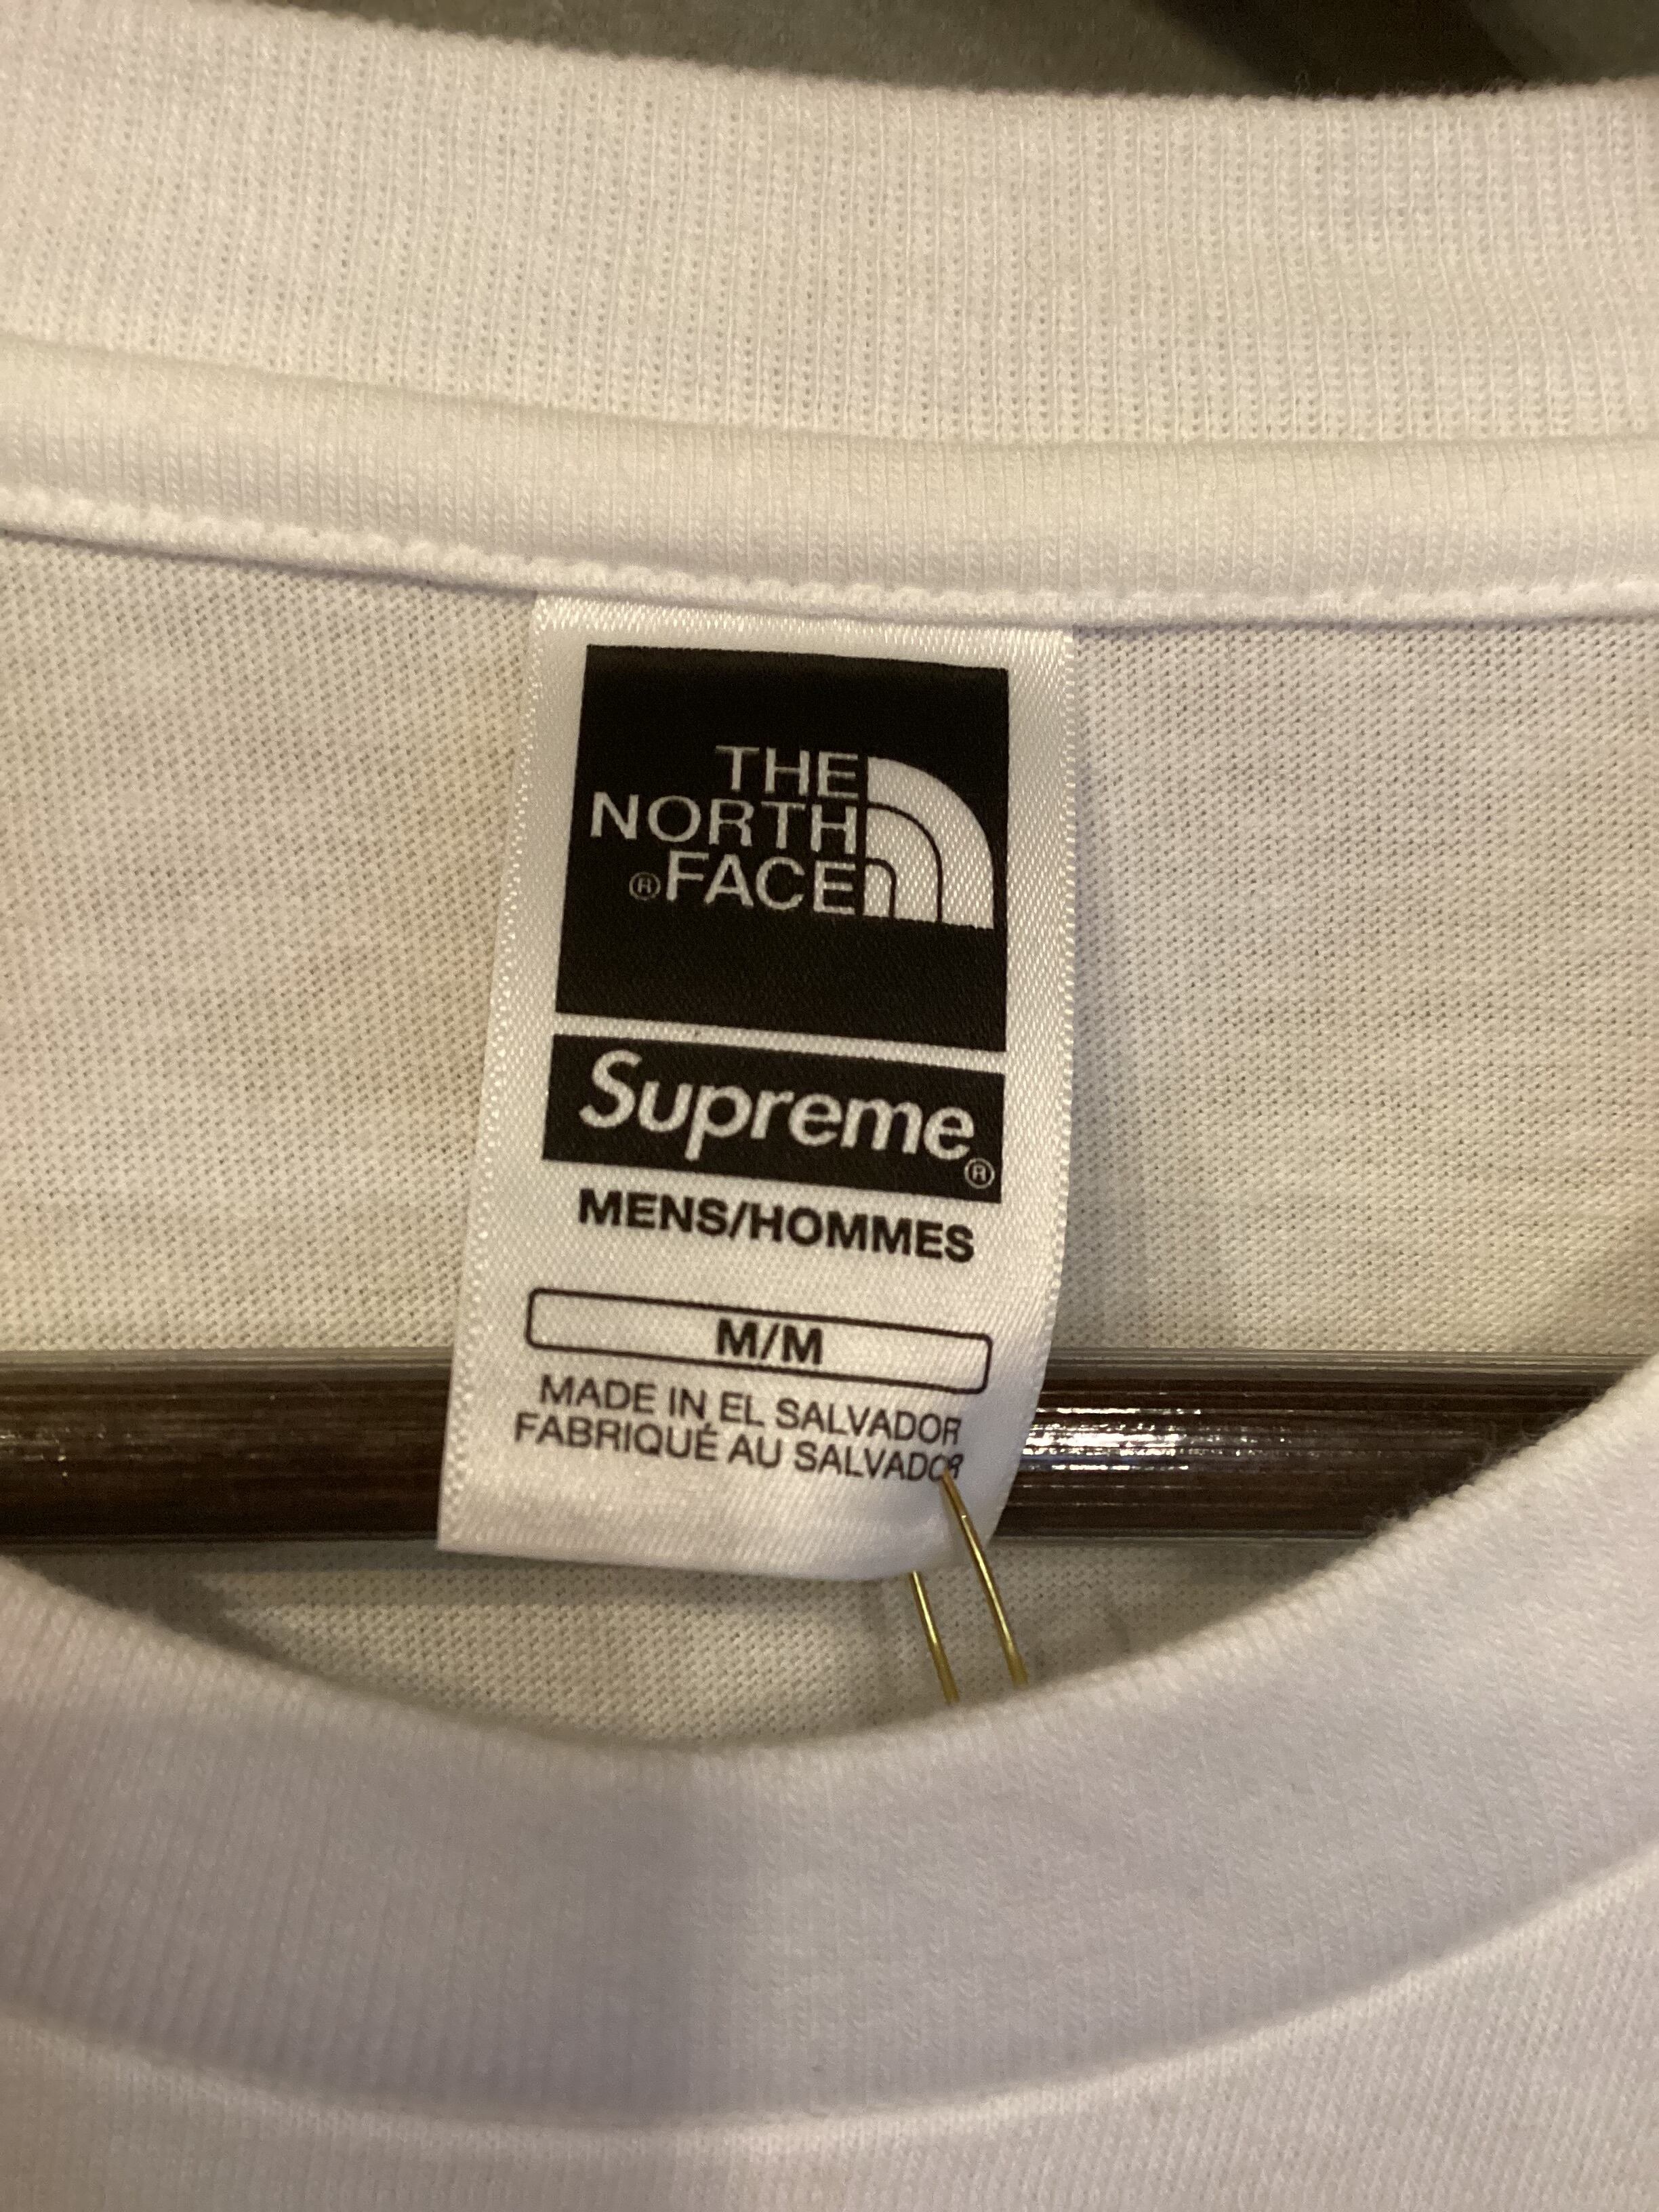 THE
NORTH
®FACE
Supreme®
MENS/HOMMES
M/M
MADE IN EL SALVADOR
FABRIQUÉ AU SALVADOR